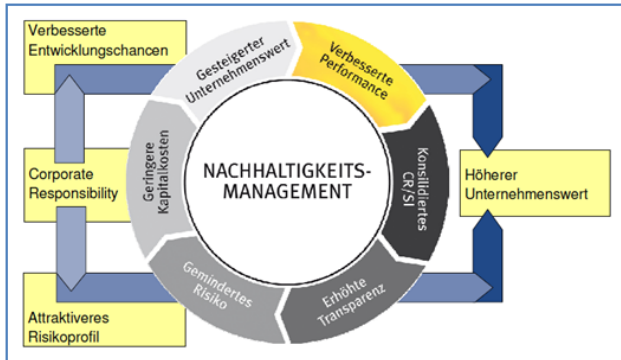 Verbesserte
Entwicklungschancen
Corporate
Responsibility
Attraktiveres
Risikoprofil
Gesteigerter
Unternehmenswert
Verbesserte
Performance
Konsilidiertes
CR/SI
Erhöhte
Transparenz
Gemindertes
Risiko
Geringere
Kapitalkosten
NACHHALTIGKEITS-
MANAGEMENT
Höherer
Unternehmenswert